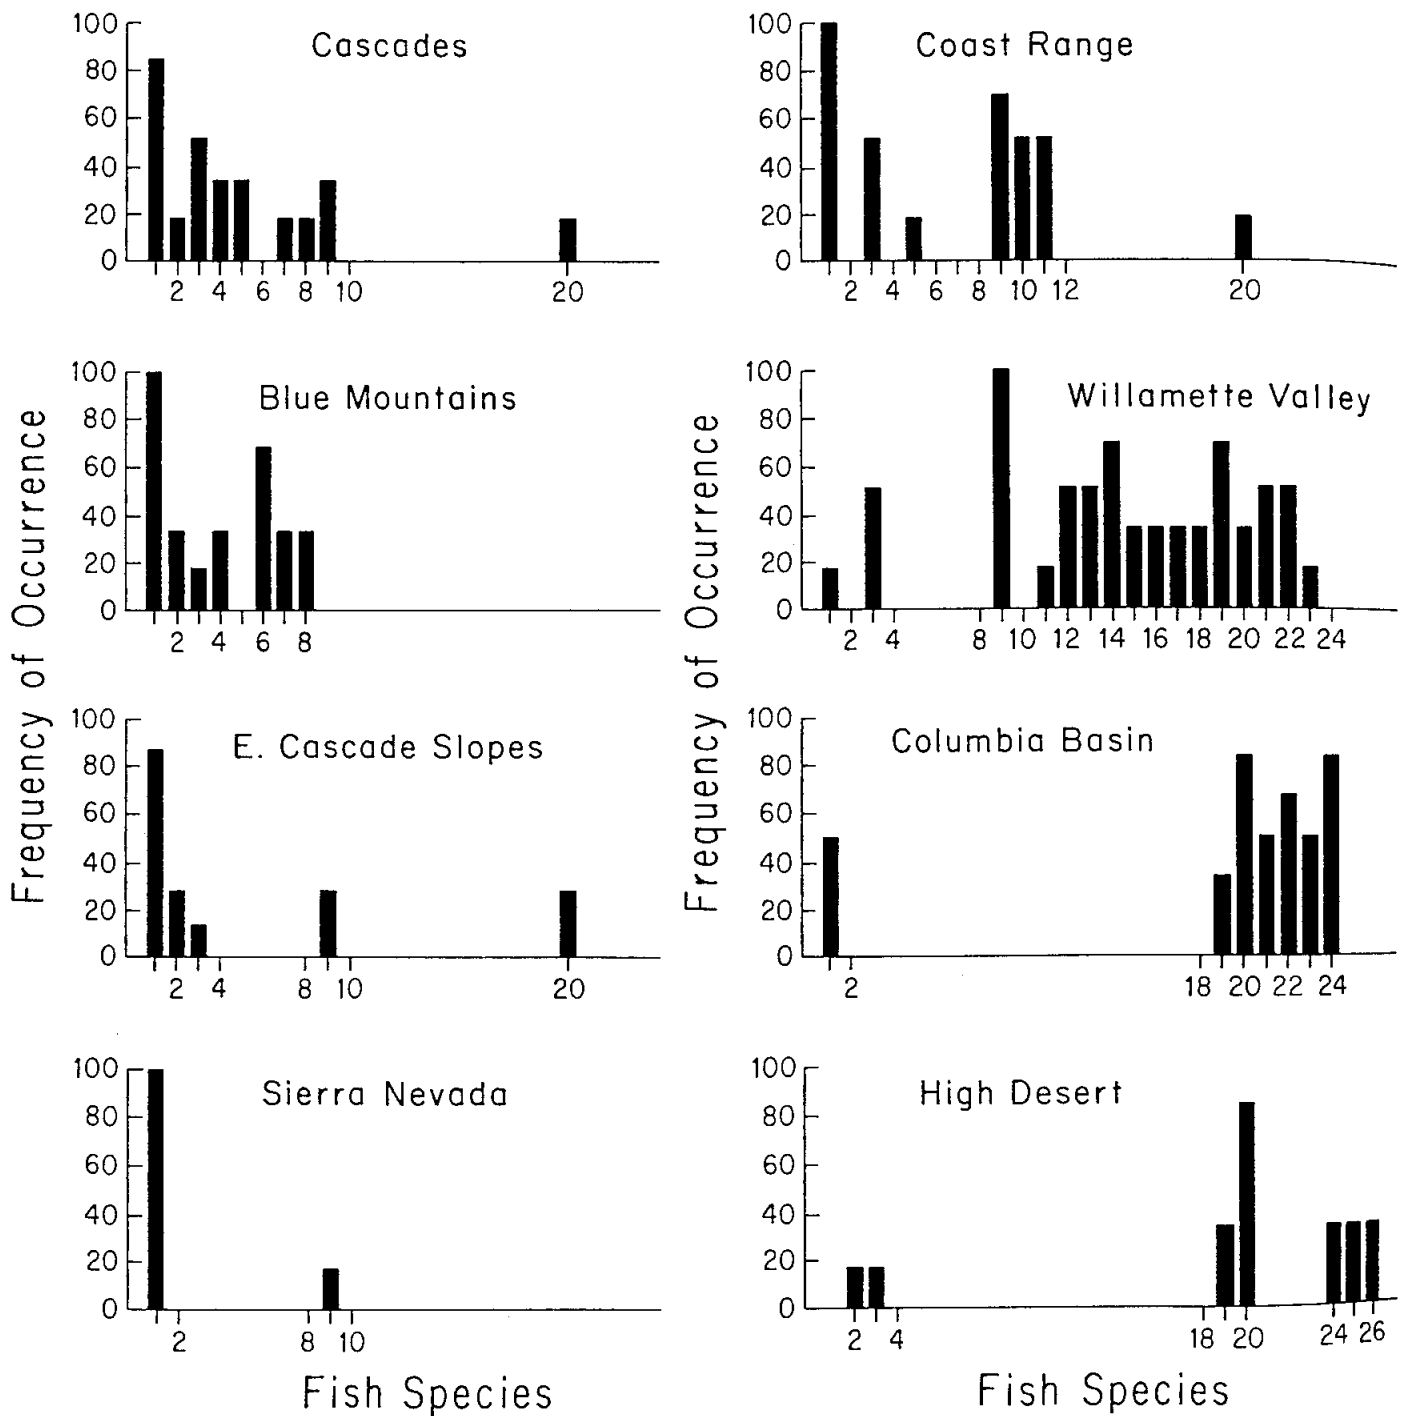 Cascades
100
80
60
40
20
0
2 4 6 8 10 20
Coast Range
100
80
60
40
20
0
2 4 6 8 10 12 20
Blue Mountains
100
80
60
40
20
0
2 4 6 8
Willamette Valley
100
80
60
40
20
0
2 4 8 10 12 14 16 18 20 22 24
Frequency of Occurrence
Frequency of Occurrence
E. Cascade Slopes
100
80
60
40
20
0
2 4 8 10 20
Columbia Basin
100
80
60
40
20
0
2 18 20 22 24
Sierra Nevada
100
80
60
40
20
0
2 8 10
High Desert
100
80
60
40
20
0
2 4 18 20 24 26
Fish Species
Fish Species